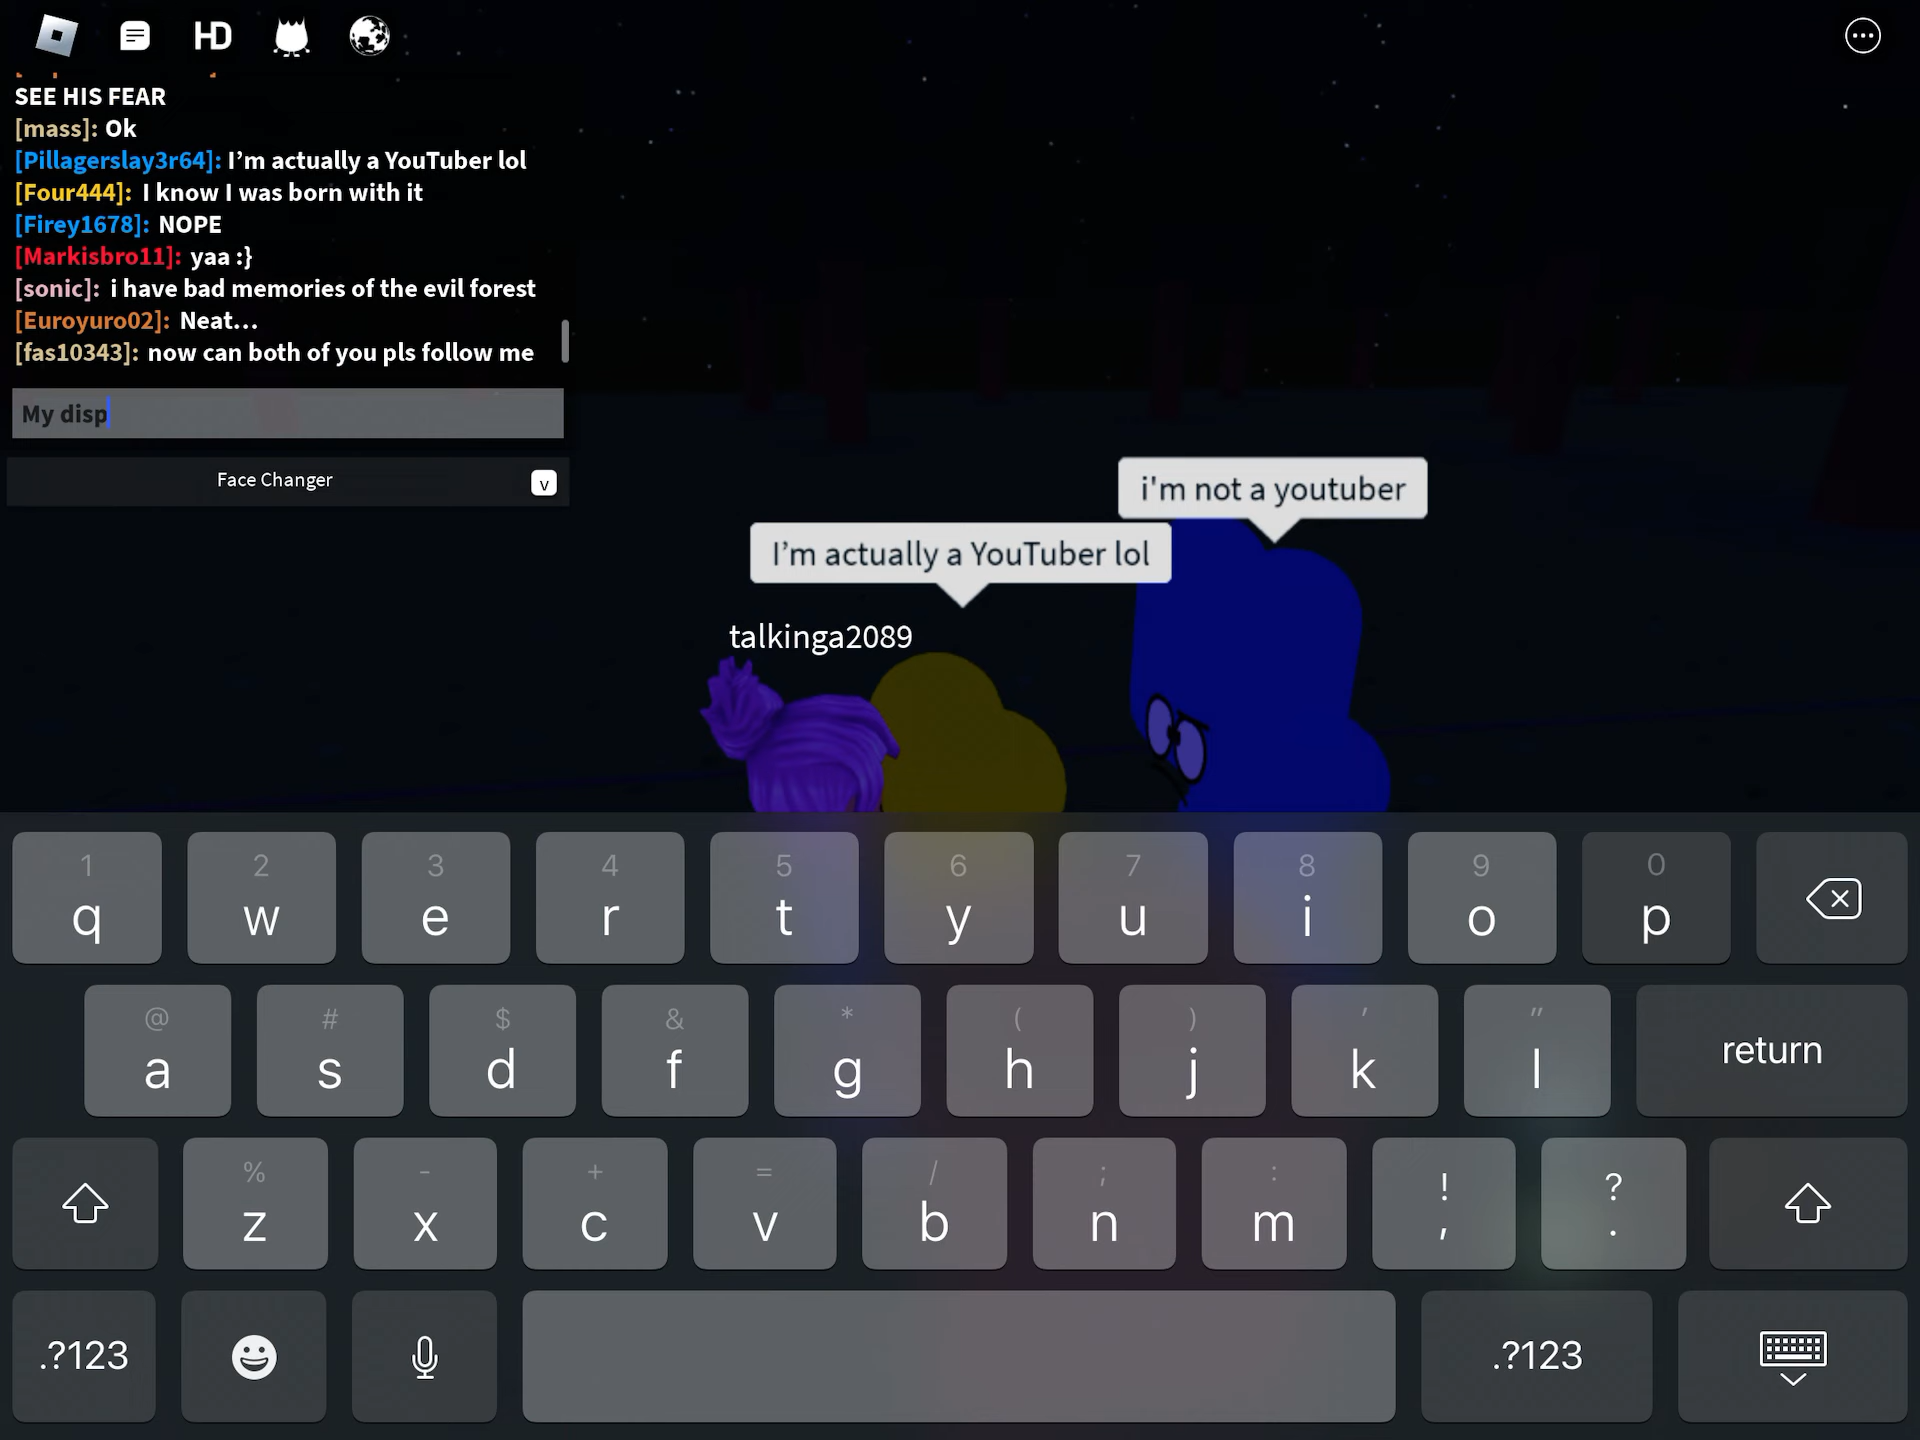 HD
SEE HIS FEAR
[mass]: Ok
[Pillagerslay3r64]: I’m actually a YouTuber lol
[Four444]: I know I was born with it
[Firey1678]: NOPE
[Markisbro11]: yaa :}
[sonic]: i have bad memories of the evil forest
[Euroyuro02]: Neat...
[fas10343]: now can both of you pls follow me
My disp
Face Changer v
i'm not a youtuber
I’m actually a YouTuber lol
talkinga2089
1 2 3 4 5 6 7 8 9 0
q w e r t y u i o p
@ # $ & * ( ) ’ ”
a s d f g h j k l return
% - + = / ; : ! ?
z x c v b n m , .
.?123 .?123